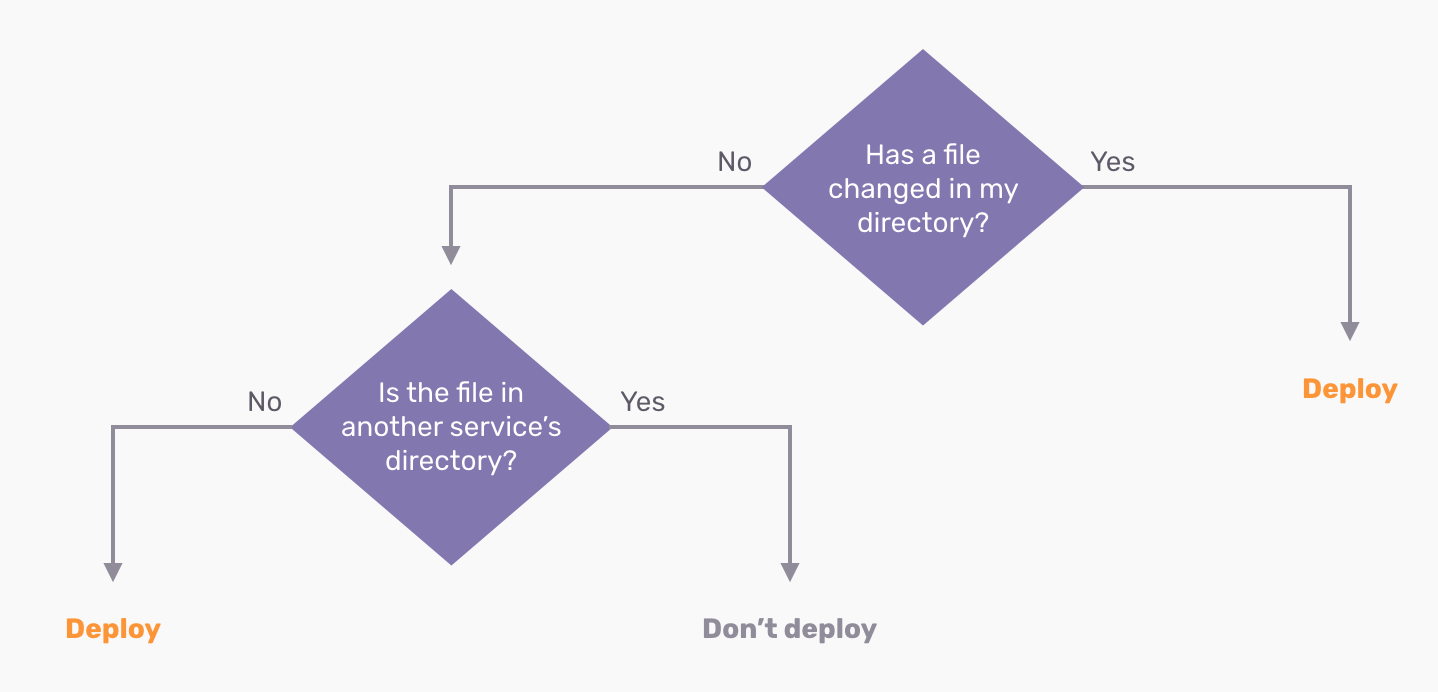 No
Has a file
changed in my
directory?
Yes
Deploy
No
Is the file in
another service’s
directory?
Yes
Deploy
Don’t deploy